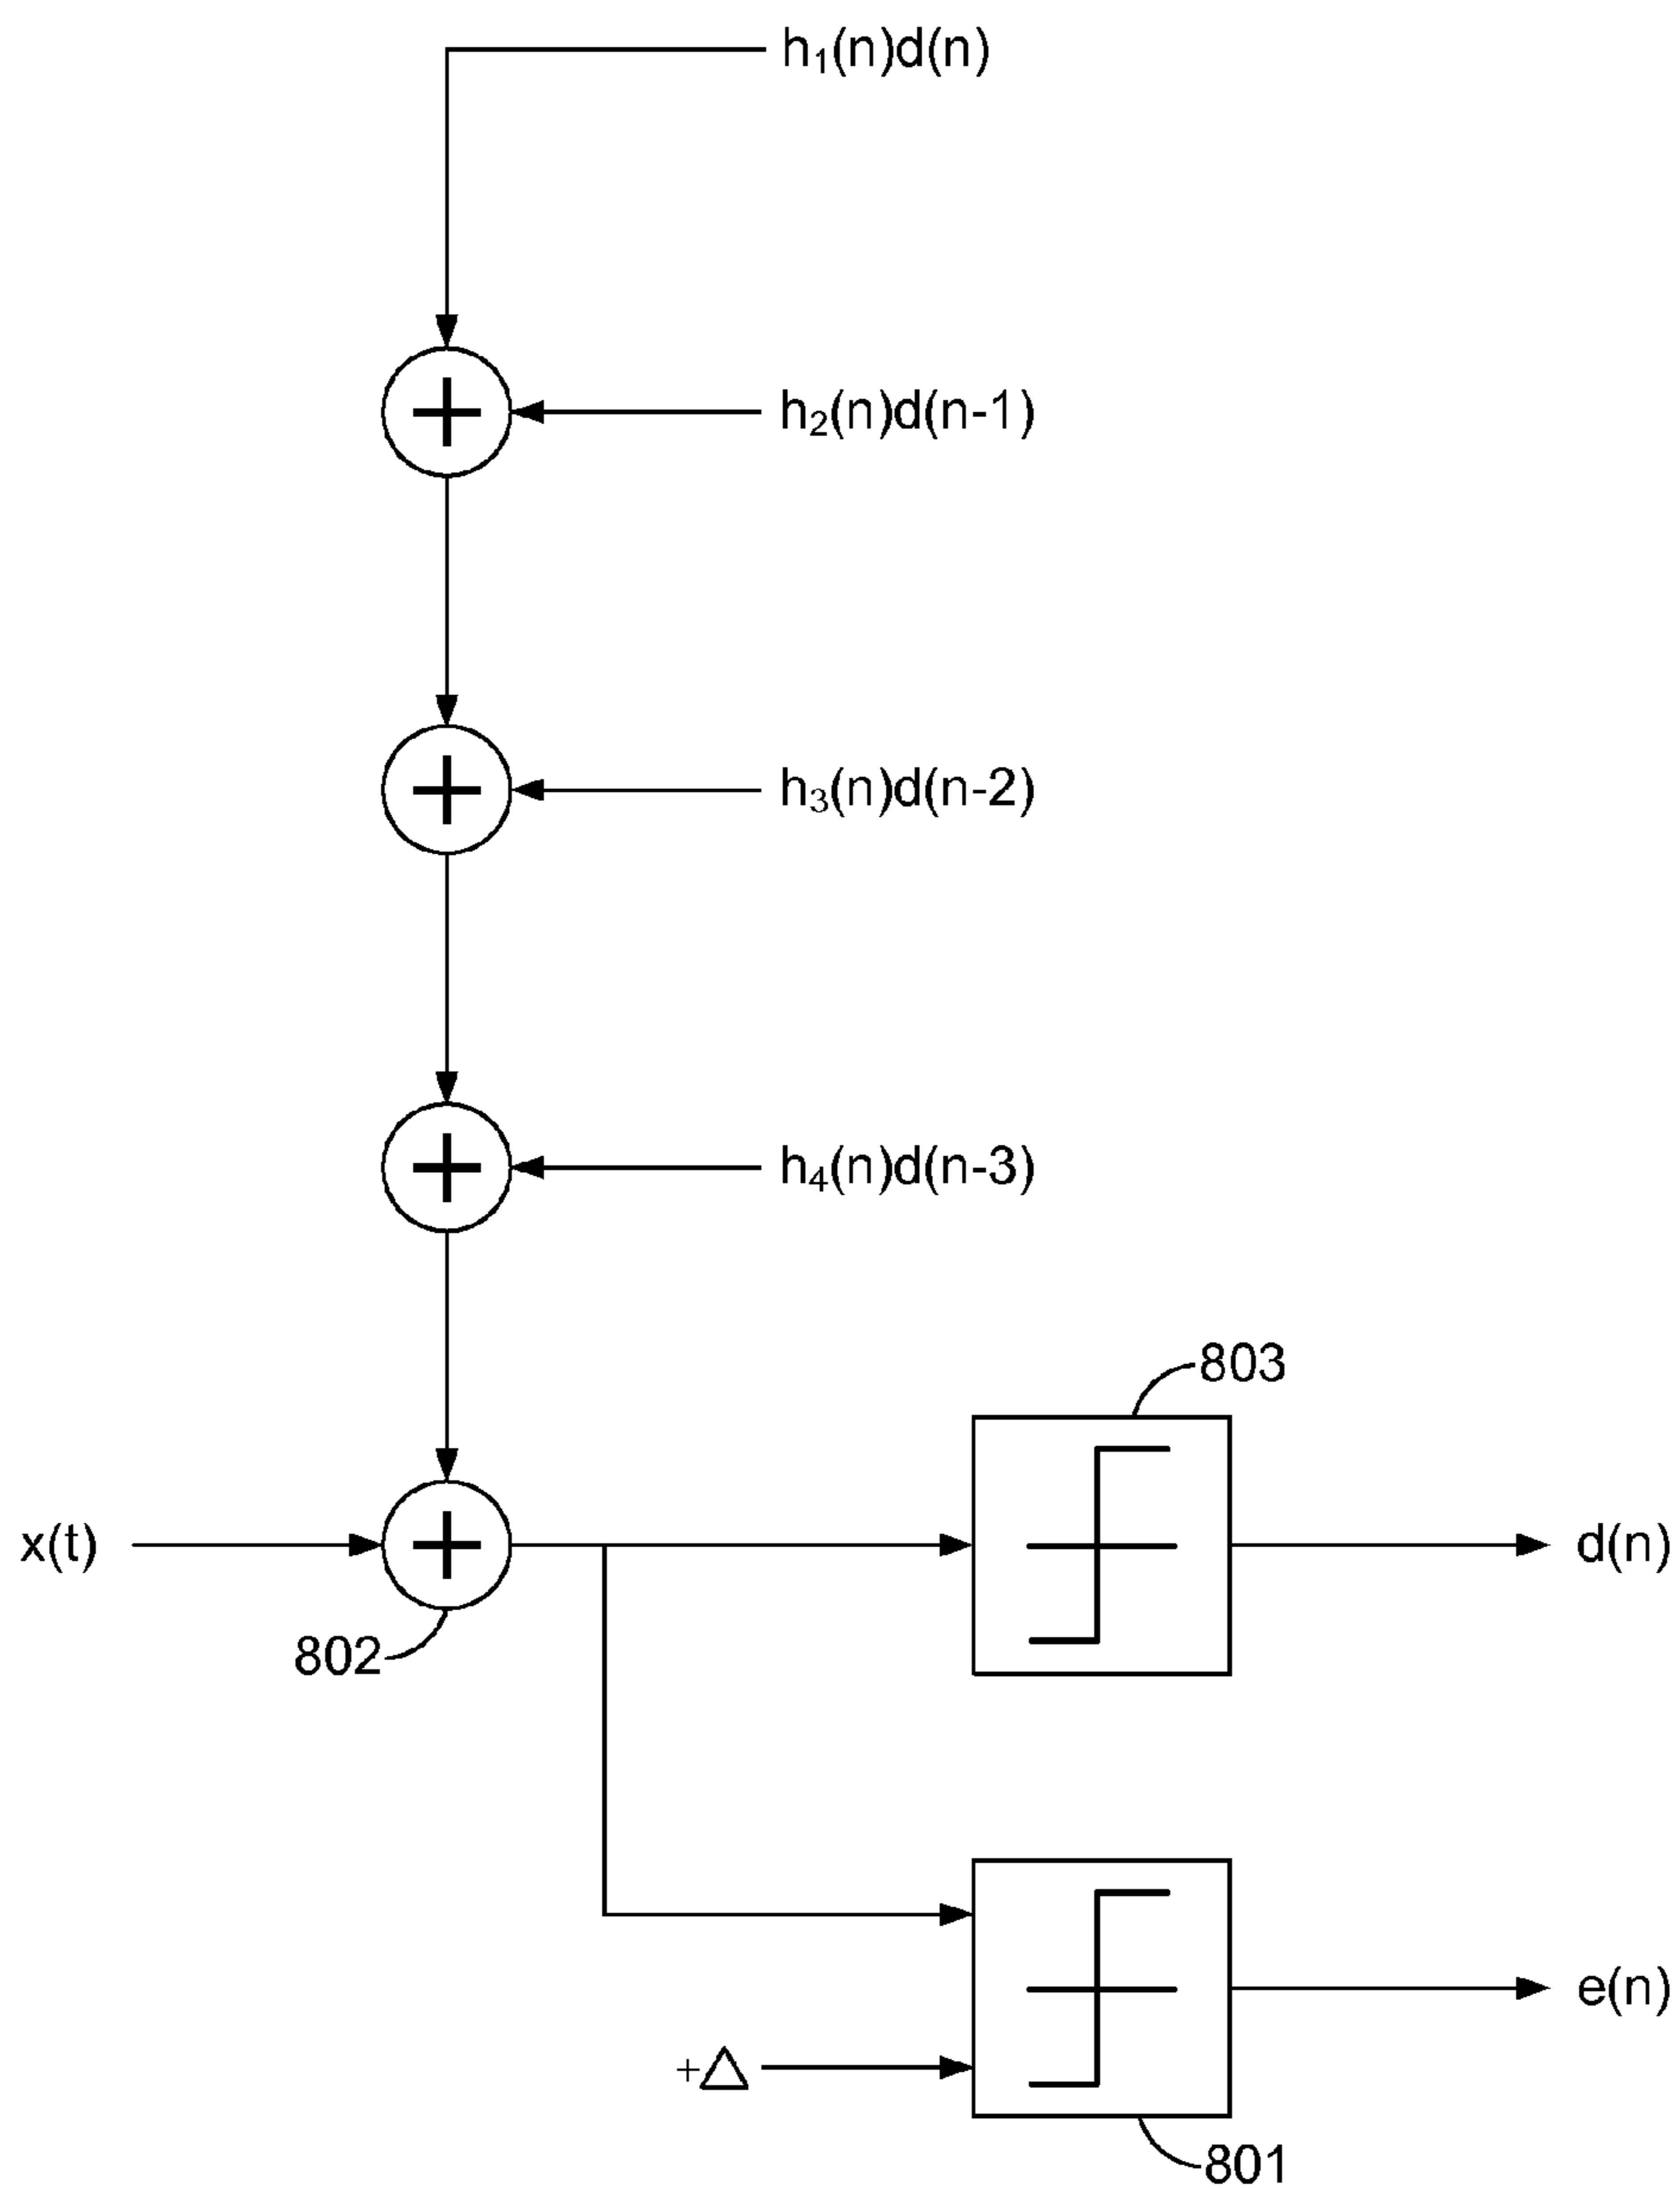 h₁(n)d(n)
h₂(n)d(n-1)
h₃(n)d(n-2)
h₄(n)d(n-3)
803
x(t)
d(n)
802
e(n)
+△
801